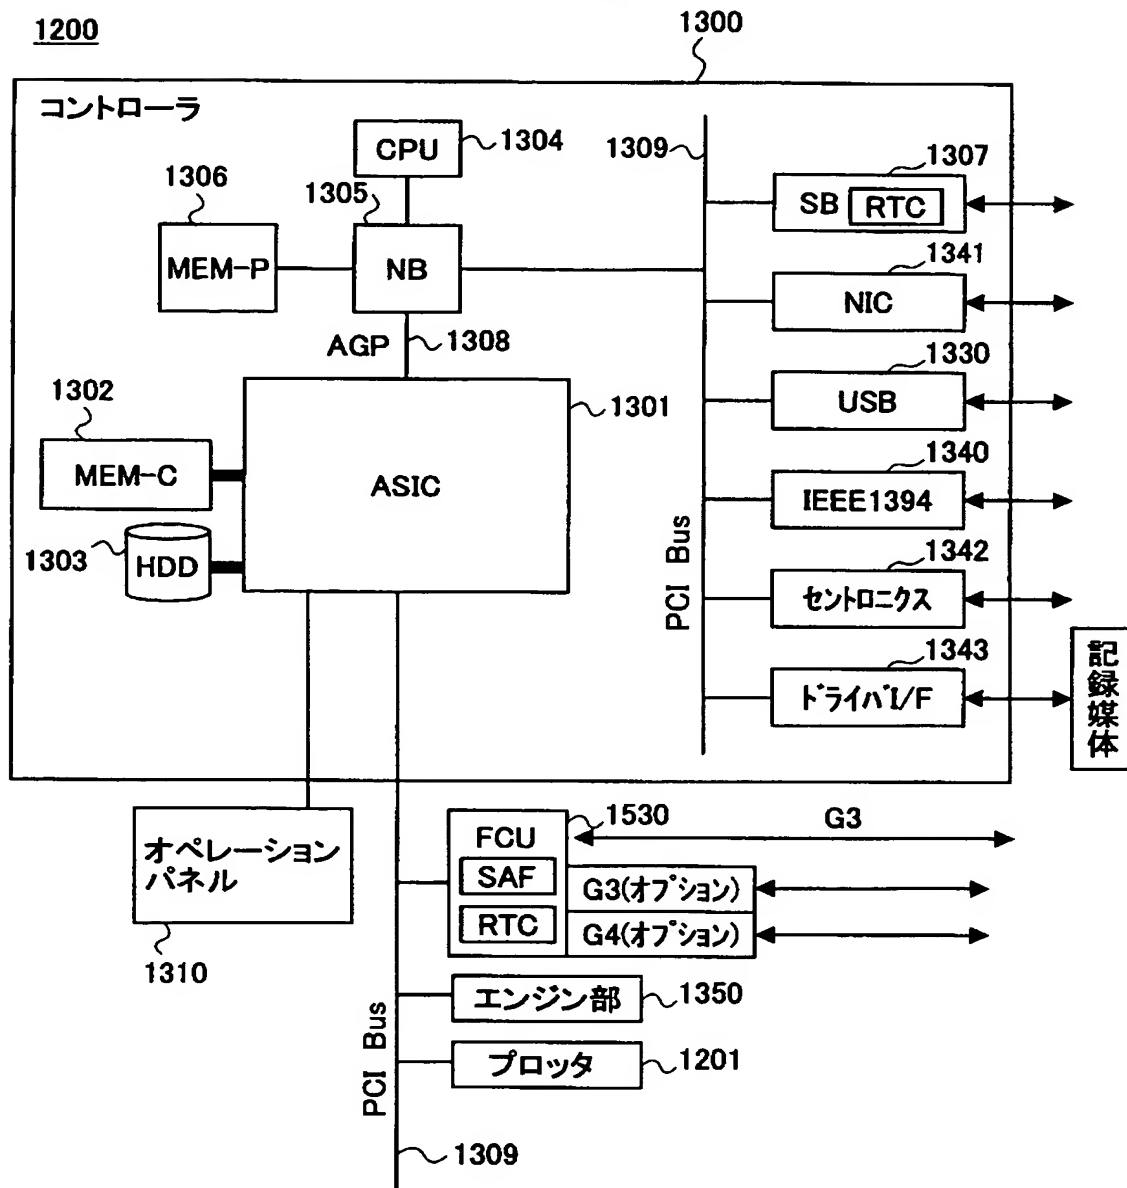 1200
1300
コントローラ
CPU
1304
1309
1307
1306
1305
SB
RTC
MEM-P
NB
1341
NIC
AGP
1308
1330
USB
1302
1301
1340
MEM-C
ASIC
IEEE1394
1303
HDD
PCI Bus
1342
セントロニクス
1343
ドライバI/F
記録媒体
オペレーション
パネル
1310
FCU
1530
G3
SAF
G3(オプション)
RTC
G4(オプション)
エンジン部
1350
PCI Bus
プロッタ
1201
1309